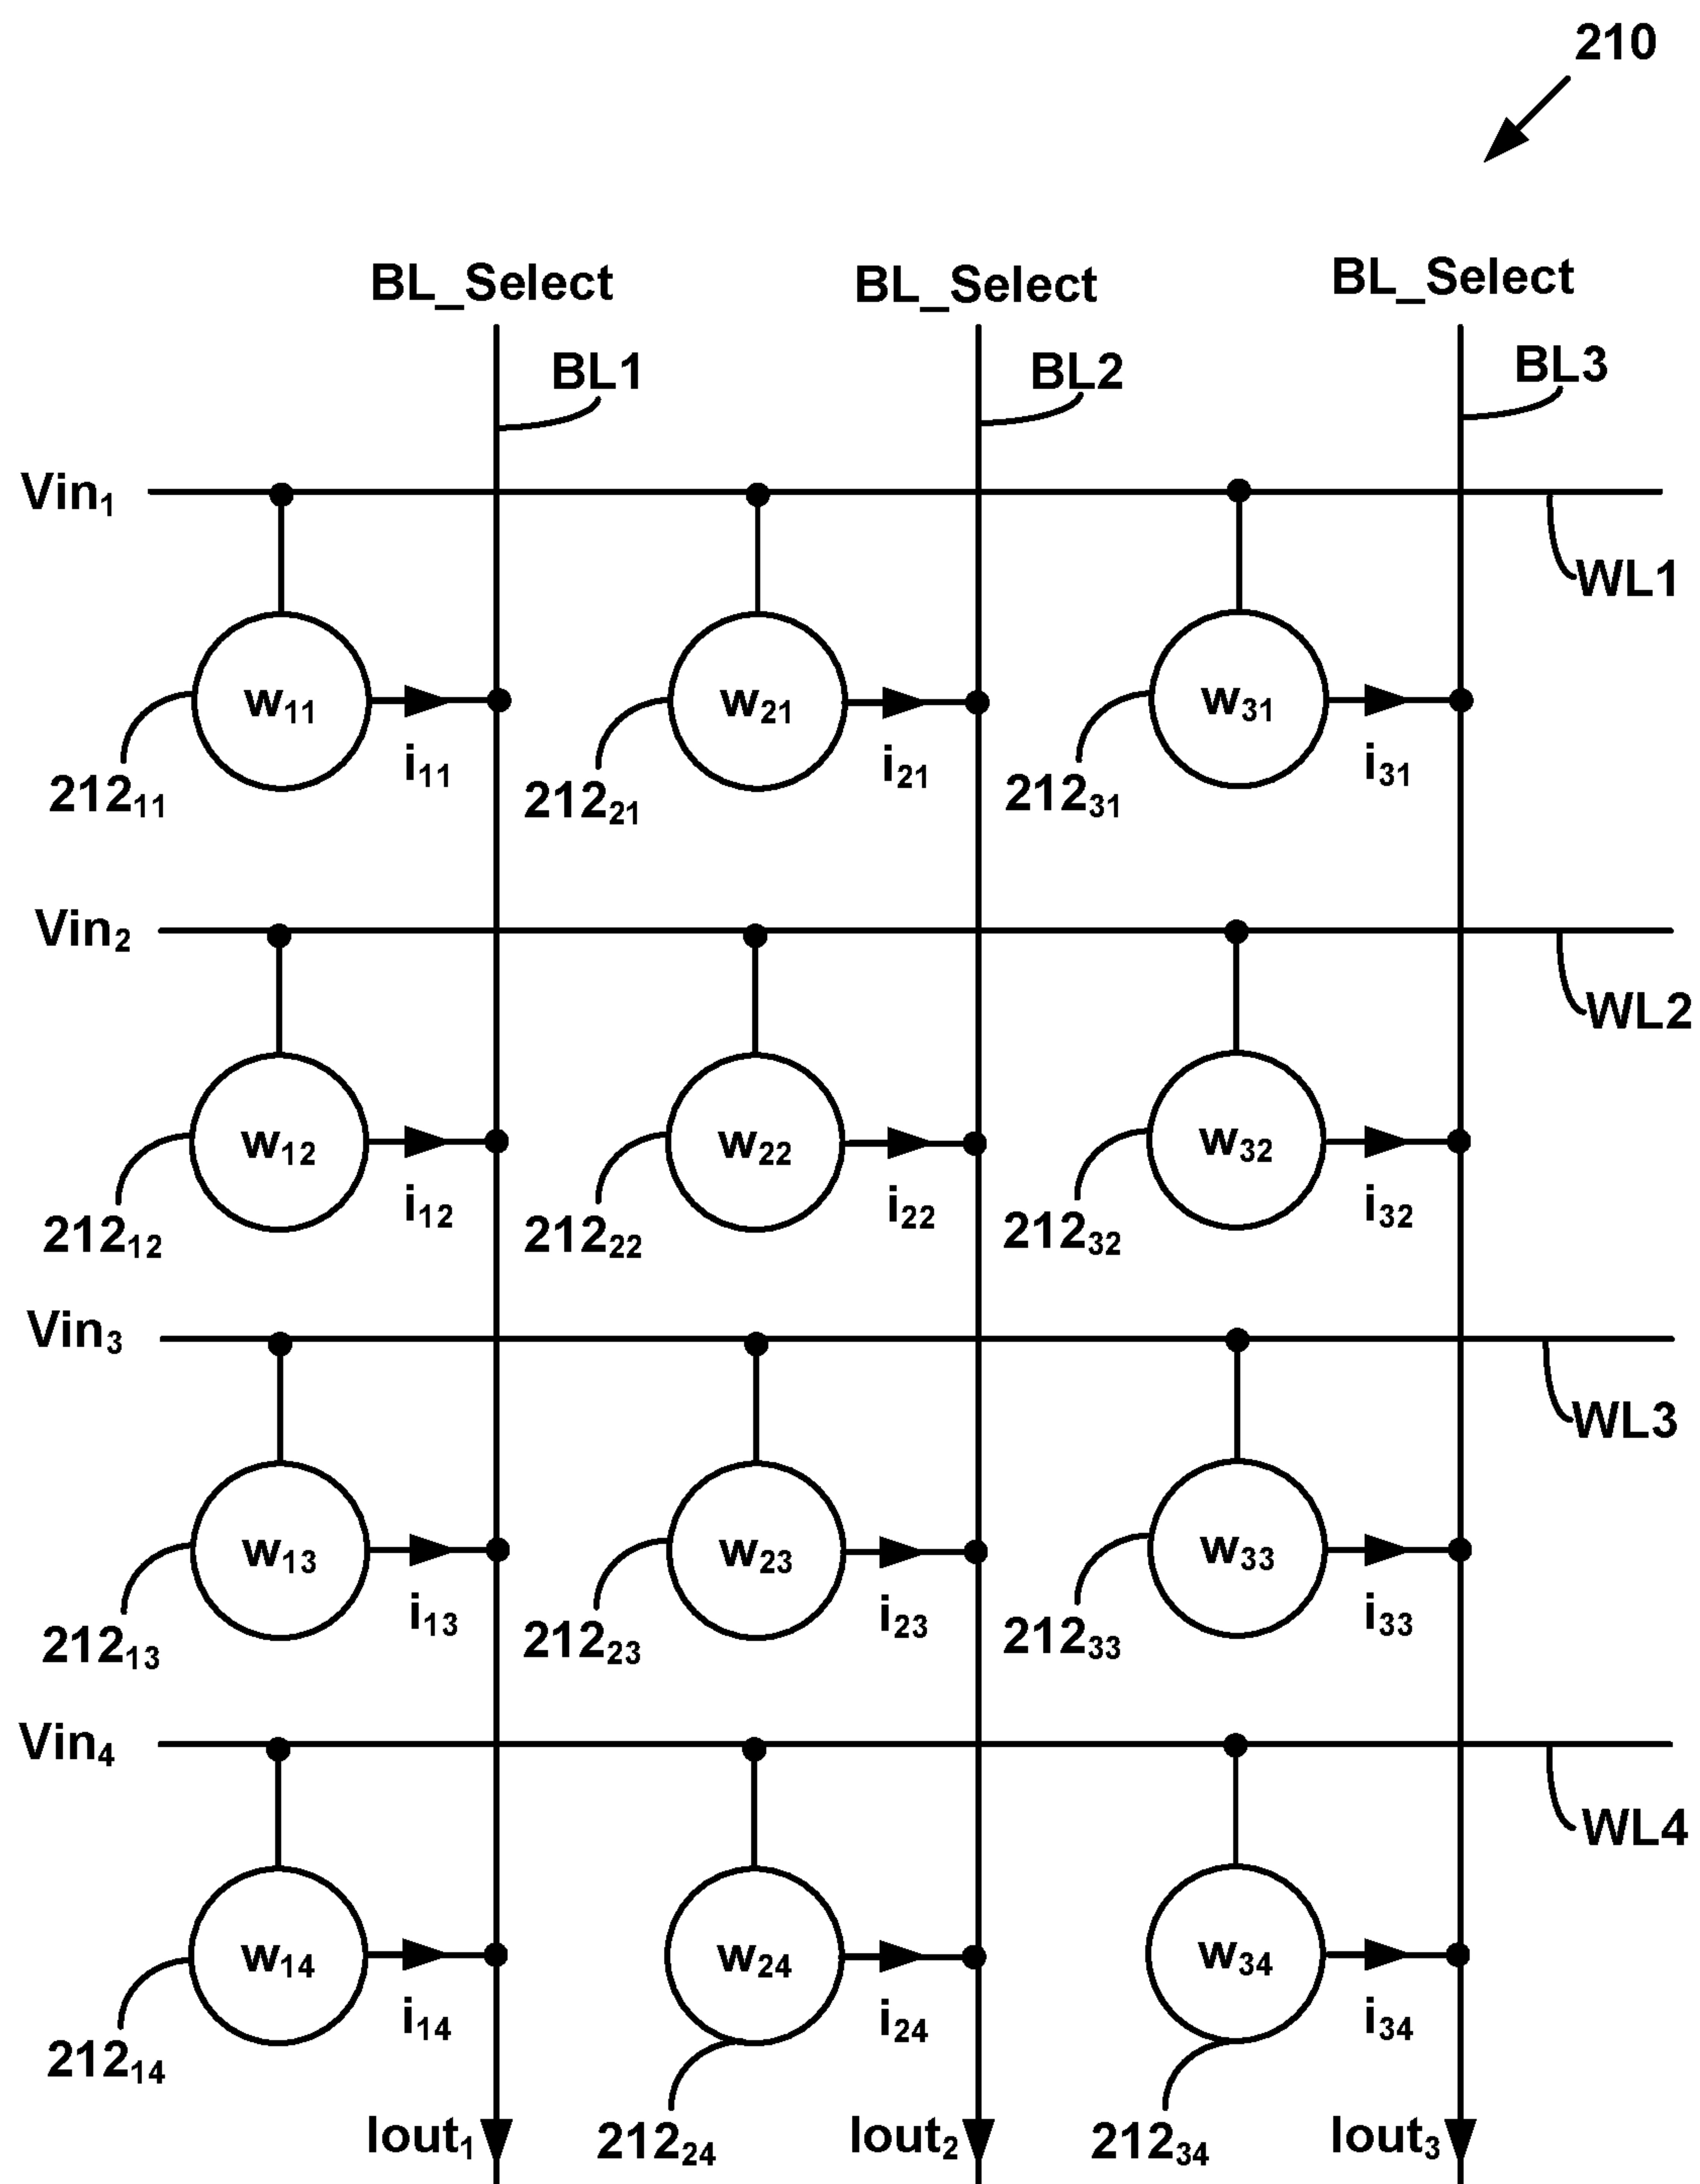 210
BL_Select BL_Select BL_Select
BL1 BL2 BL3
Vin₁
WL1
w₁₁ w₂₁ w₃₁
i₁₁ i₂₁ i₃₁
212₁₁ 212₂₁ 212₃₁
Vin₂
WL2
w₁₂ w₂₂ w₃₂
i₁₂ i₂₂ i₃₂
212₁₂ 212₂₂ 212₃₂
Vin₃
WL3
w₁₃ w₂₃ w₃₃
i₁₃ i₂₃ i₃₃
212₁₃ 212₂₃ 212₃₃
Vin₄
WL4
w₁₄ w₂₄ w₃₄
i₁₄ i₂₄ i₃₄
212₁₄
Iout₁ 212₂₄ Iout₂ 212₃₄ Iout₃